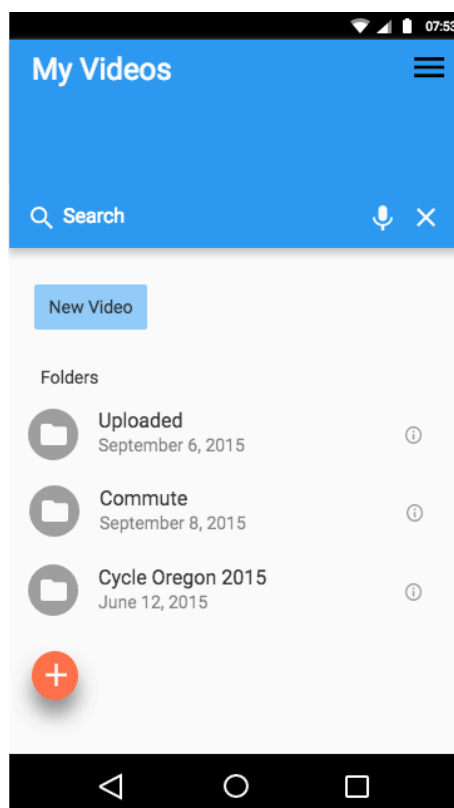 07:53
My Videos
Search
New Video
Folders
Uploaded
September 6, 2015
Commute
September 8, 2015
Cycle Oregon 2015
June 12, 2015